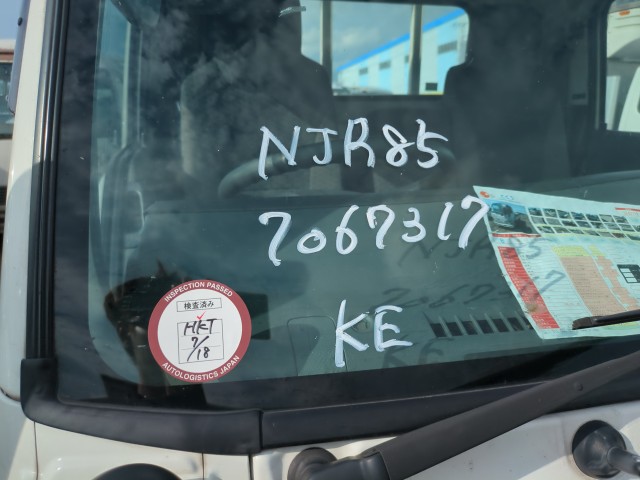 NJR85
7067317
KE
INSPECTION PASSED
検査済み
HKT
7/18
AUTOLOGISTICS JAPAN